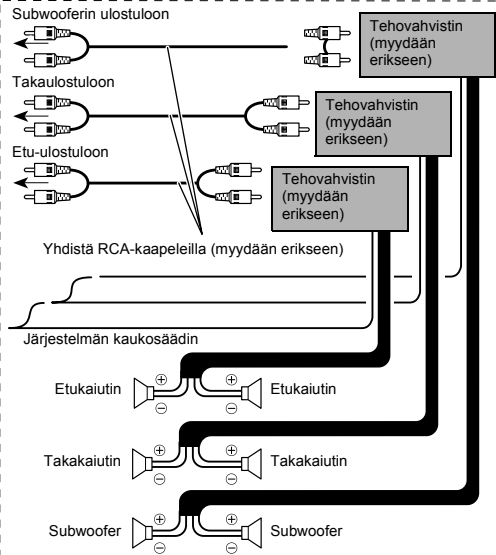 Subwooferin ulostuloon
Tehovahvistin
(myydään
erikseen)
Takaulostuloon
Tehovahvistin
(myydään
erikseen)
Etu-ulostuloon
Tehovahvistin
(myydään
erikseen)
Yhdistä RCA-kaapeleilla (myydään erikseen)
Järjestelmän kaukosäädin
Etukaiutin
⊕
⊕
Etukaiutin
⊖
⊖
Takakaiutin
⊕
⊕
Takakaiutin
⊖
⊖
Subwoofer
⊕
⊕
Subwoofer
⊖
⊖